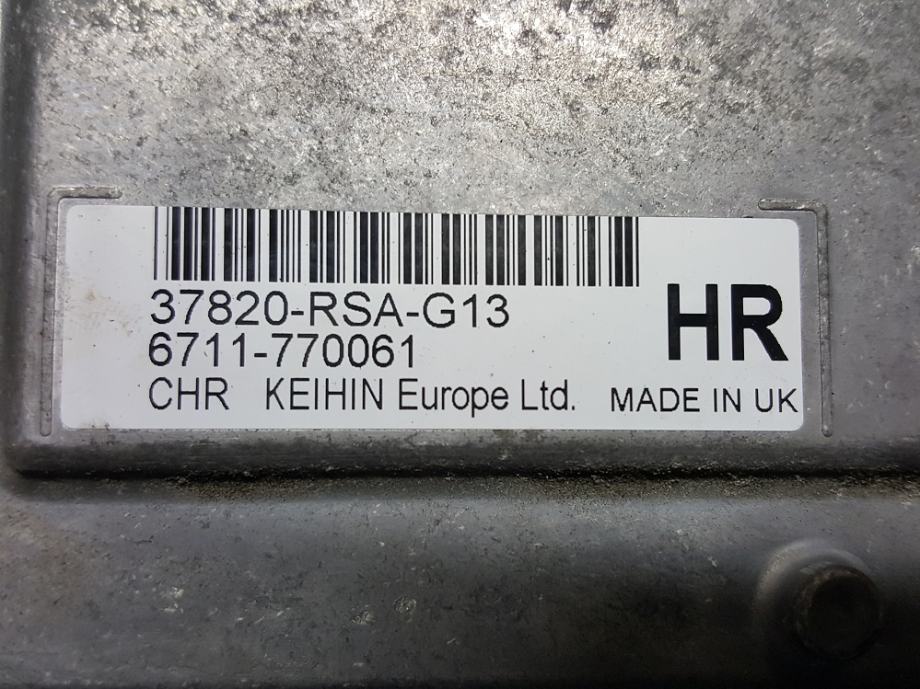 37820-RSA-G13
6711-770061
HR
CHR KEIHIN Europe Ltd. MADE IN UK